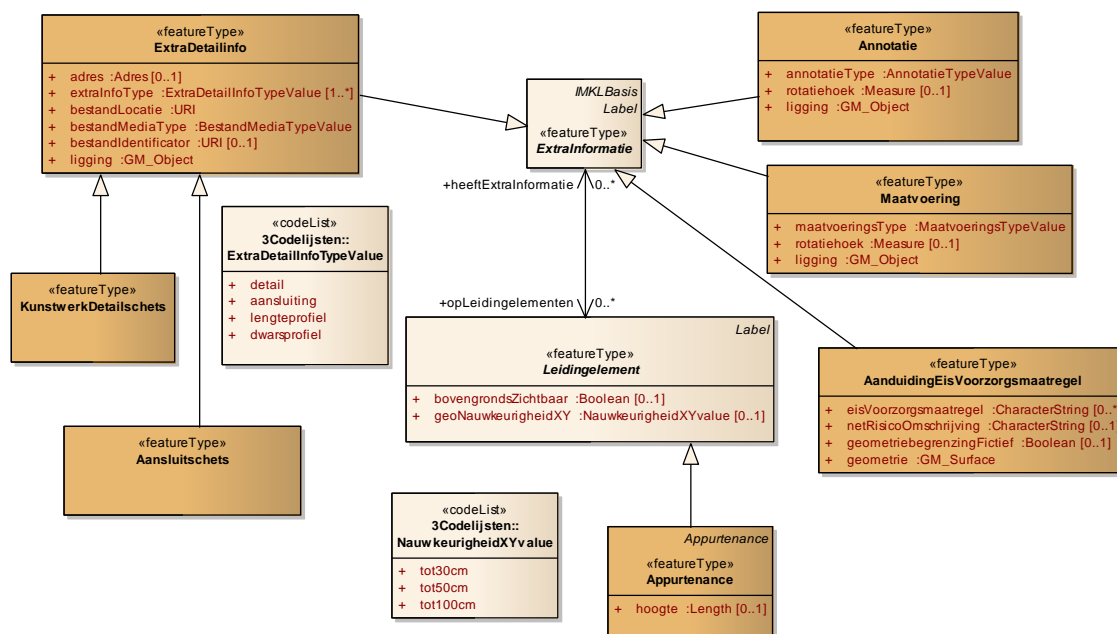 «featureType»
ExtraDetailinfo
+ adres :Adres [0..1]
+ extraInfoType :ExtraDetailInfoTypeValue [1..*]
+ bestandLocatie :URI
+ bestandMediaType :BestandMediaTypeValue
+ bestandIdentificator :URI [0..1]
+ ligging :GM_Object
IMKLBasis
Label
«featureType»
ExtraInformatie
«featureType»
Annotatie
+ annotatieType :AnnotatieTypeValue
+ rotatiehoek :Measure [0..1]
+ ligging :GM_Object
«featureType»
Maatvoering
+ maatvoeringsType :MaatvoeringsTypeValue
+ rotatiehoek :Measure [0..1]
+ ligging :GM_Object
+heeftExtraInformatie 0..*
«codeList»
3Codelijsten::
ExtraDetailInfoTypeValue
+ detail
+ aansluiting
+ lengteprofiel
+ dwarsprofiel
«featureType»
KunstwerkDetailschets
+opLeidingelementen 0..*
Label
«featureType»
Leidingelement
+ bovengrondsZichtbaar :Boolean [0..1]
+ geoNauwkeurigheidXY :NauwkeurigheidXYvalue [0..1]
«featureType»
AanduidingEisVoorzorgsmaatregel
+ eisVoorzorgsmaatregel :CharacterString [0..*
+ netRisicoOmschrijving :CharacterString [0..1
+ geometriebegrenzingFictief :Boolean [0..1]
+ geometrie :GM_Surface
«featureType»
Aansluitschets
«codeList»
3Codelijsten::
NauwkeurigheidXYvalue
+ tot30cm
+ tot50cm
+ tot100cm
Appurtenance
«featureType»
Appurtenance
+ hoogte :Length [0..1]